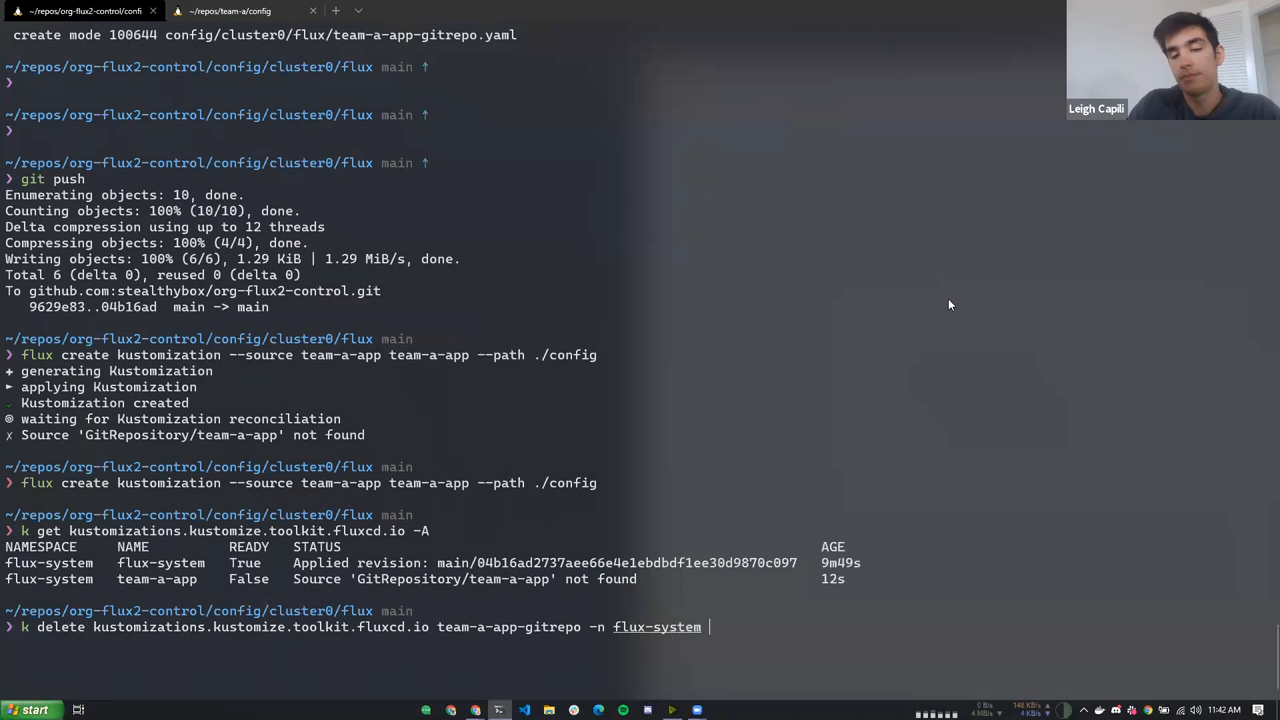 ~/repos/org-flux2-control/confi
~/repos/team-a/config
create mode 100644 config/cluster0/flux/team-a-app-gitrepo.yaml
~/repos/org-flux2-control/config/cluster0/flux main ⇡
❯
~/repos/org-flux2-control/config/cluster0/flux main ⇡
❯
~/repos/org-flux2-control/config/cluster0/flux main ⇡
❯ git push
Enumerating objects: 10, done.
Counting objects: 100% (10/10), done.
Delta compression using up to 12 threads
Compressing objects: 100% (4/4), done.
Writing objects: 100% (6/6), 1.29 KiB | 1.29 MiB/s, done.
Total 6 (delta 0), reused 0 (delta 0)
To github.com:stealthybox/org-flux2-control.git
9629e83..04b16ad main -> main
~/repos/org-flux2-control/config/cluster0/flux main
❯ flux create kustomization --source team-a-app team-a-app --path ./config
✚ generating Kustomization
► applying Kustomization
✔ Kustomization created
◎ waiting for Kustomization reconciliation
✗ Source 'GitRepository/team-a-app' not found
~/repos/org-flux2-control/config/cluster0/flux main
❯ flux create kustomization --source team-a-app team-a-app --path ./config
~/repos/org-flux2-control/config/cluster0/flux main
❯ k get kustomizations.kustomize.toolkit.fluxcd.io -A
NAMESPACE NAME READY STATUS AGE
flux-system flux-system True Applied revision: main/04b16ad2737aee66e4e1ebdbdf1ee30d9870c097 9m49s
flux-system team-a-app False Source 'GitRepository/team-a-app' not found 12s
~/repos/org-flux2-control/config/cluster0/flux main
❯ k delete kustomizations.kustomize.toolkit.fluxcd.io team-a-app-gitrepo -n flux-system
Leigh Capili
start
0 B/s
4 MB/s
148 KB/s
4 KB/s
11:42 AM